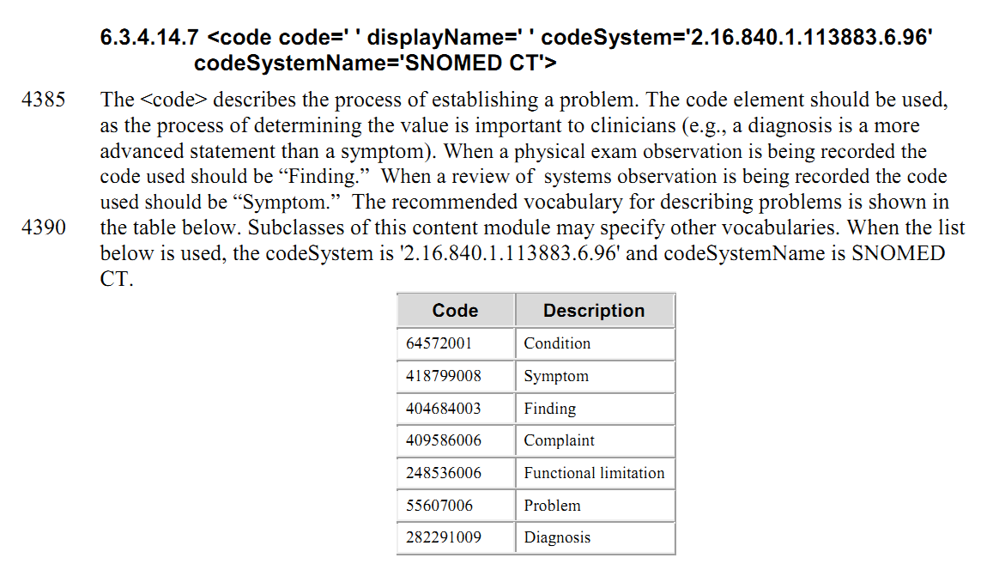 6.3.4.14.7 <code code=' ' displayName=' ' codeSystem='2.16.840.1.113883.6.96'
codeSystemName='SNOMED CT'>
4385 The <code> describes the process of establishing a problem. The code element should be used,
as the process of determining the value is important to clinicians (e.g., a diagnosis is a more
advanced statement than a symptom). When a physical exam observation is being recorded the
code used should be “Finding.” When a review of systems observation is being recorded the code
used should be “Symptom.” The recommended vocabulary for describing problems is shown in
4390 the table below. Subclasses of this content module may specify other vocabularies. When the list
below is used, the codeSystem is '2.16.840.1.113883.6.96' and codeSystemName is SNOMED
CT.
Code Description
64572001 Condition
418799008 Symptom
404684003 Finding
409586006 Complaint
248536006 Functional limitation
55607006 Problem
282291009 Diagnosis